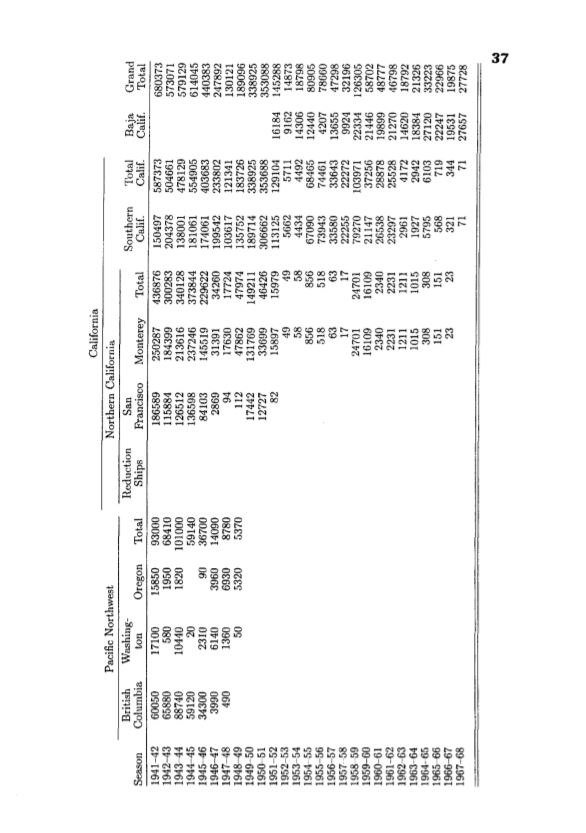 California
Pacific Northwest Northern California
British Washing- Reduction San Southern Total Baja Grand
Season Columbia ton Oregon Total Ships Francisco Monterey Total Calif. Calif. Calif. Total
1941–42 60050 17100 15850 93000 186589 250287 436876 150497 587373 680373
1942–43 65880 580 1950 68410 115884 184399 300283 204378 504661 573071
1943–44 88740 10440 1820 101000 126512 213616 340128 138001 478129 579129
1944–45 59120 20 59140 136598 237246 373844 181061 554905 614045
1945–46 34300 2310 90 36700 84103 145519 229622 174061 403683 440383
1946–47 3990 6140 3960 14090 2869 31391 34260 199542 233802 247892
1947–48 490 1360 6930 8780 94 17630 17724 103617 121341 130121
1948–49 50 5320 5370 112 47862 47974 135752 183726 189096
1949–50 17442 131769 149211 189714 338925 338925
1950–51 12727 33699 46426 306662 353088 353088
1951–52 82 15897 15979 113125 129104 16184 145288
1952–53 49 49 5662 5711 9162 14873
1953–54 58 58 4434 4492 14306 18798
1954–55 856 856 67609 68465 12440 80905
1955–56 518 518 73943 74461 4207 78660
1956–57 63 63 33580 33643 13655 47298
1957–58 17 17 22255 22272 9924 32196
1958–59 24701 24701 79270 103971 22334 126305
1959–60 16109 16109 21147 37256 21446 58702
1960–61 2340 2340 26538 28878 19899 48777
1961–62 2231 2231 23297 25528 21270 46798
1962–63 1211 1211 2961 4172 14620 18792
1963–64 1015 1015 1927 2942 18384 21326
1964–65 308 308 5795 6103 27120 33223
1965–66 151 151 568 719 22247 22966
1966–67 23 23 321 344 19531 19875
1967–68 71 71 27657 27728
37